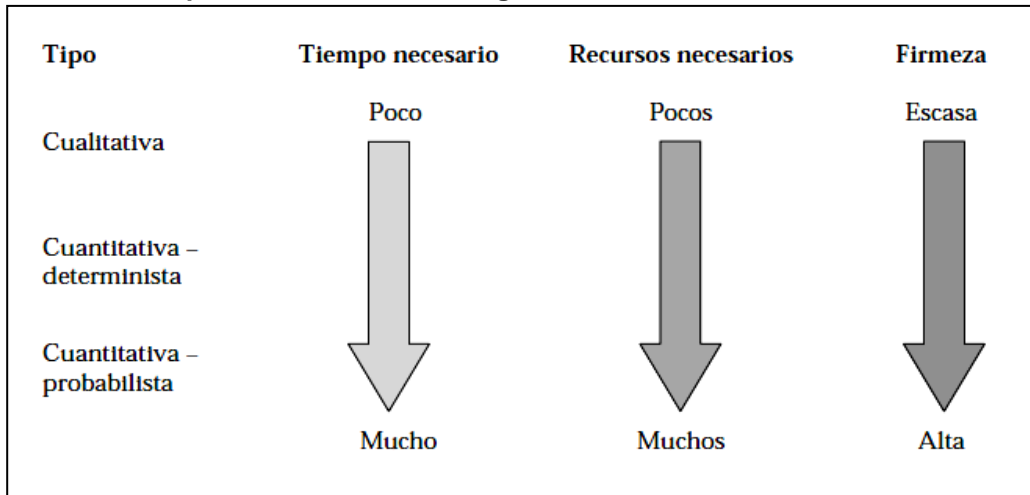 Tipo Tiempo necesario Recursos necesarios Firmeza
Poco Pocos Escasa
Cualitativa
Cuantitativa –
determinista
Cuantitativa –
probabilista
Mucho Muchos Alta